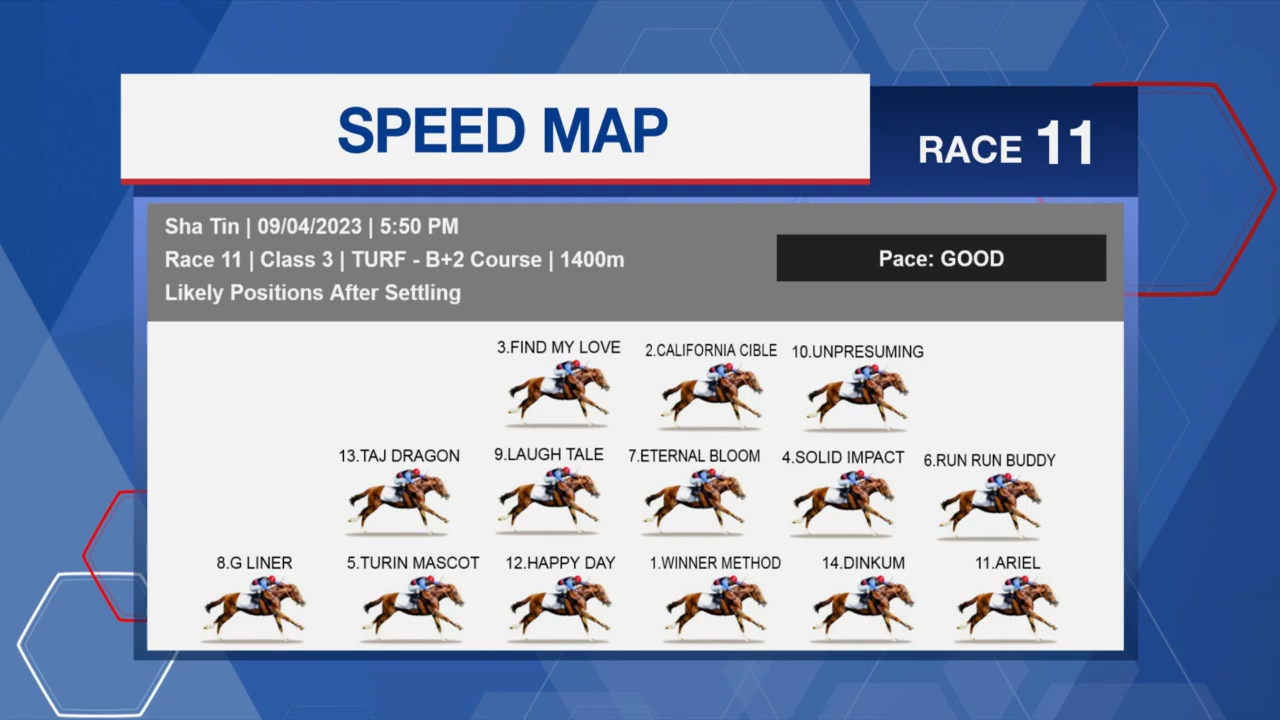 SPEED MAP
RACE 11
Sha Tin | 09/04/2023 | 5:50 PM
Race 11 | Class 3 | TURF - B+2 Course | 1400m
Likely Positions After Settling
Pace: GOOD
3.FIND MY LOVE
2.CALIFORNIA CIBLE
10.UNPRESUMING
13.TAJ DRAGON
9.LAUGH TALE
7.ETERNAL BLOOM
4.SOLID IMPACT
6.RUN RUN BUDDY
8.G LINER
5.TURIN MASCOT
12.HAPPY DAY
1.WINNER METHOD
14.DINKUM
11.ARIEL